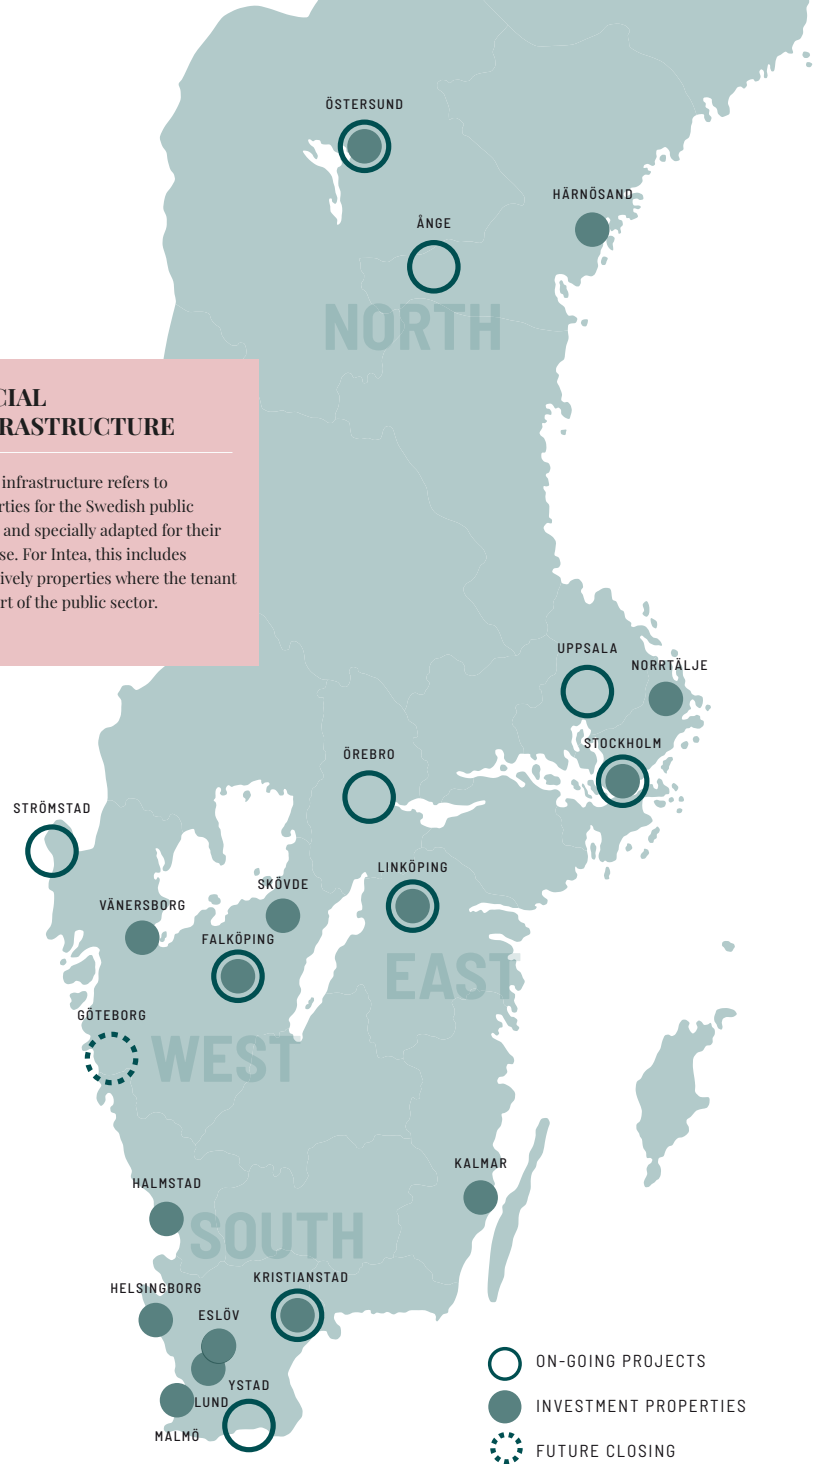 ÖSTERSUND
HÄRNÖSAND
ÅNGE
NORTH
CIAL
RASTRUCTURE
infrastructure refers to
rties for the Swedish public
and specially adapted for their
se. For Intea, this includes
ively properties where the tenant
rt of the public sector.
UPPSALA
NORRTÄLJE
STOCKHOLM
ÖREBRO
STRÖMSTAD
LINKÖPING
SKÖVDE
VÄNERSBORG
FALKÖPING
EAST
GÖTEBORG
WEST
KALMAR
HALMSTAD
SOUTH
KRISTIANSTAD
HELSINGBORG
ESLÖV
YSTAD
LUND
MALMÖ
ON-GOING PROJECTS
INVESTMENT PROPERTIES
FUTURE CLOSING